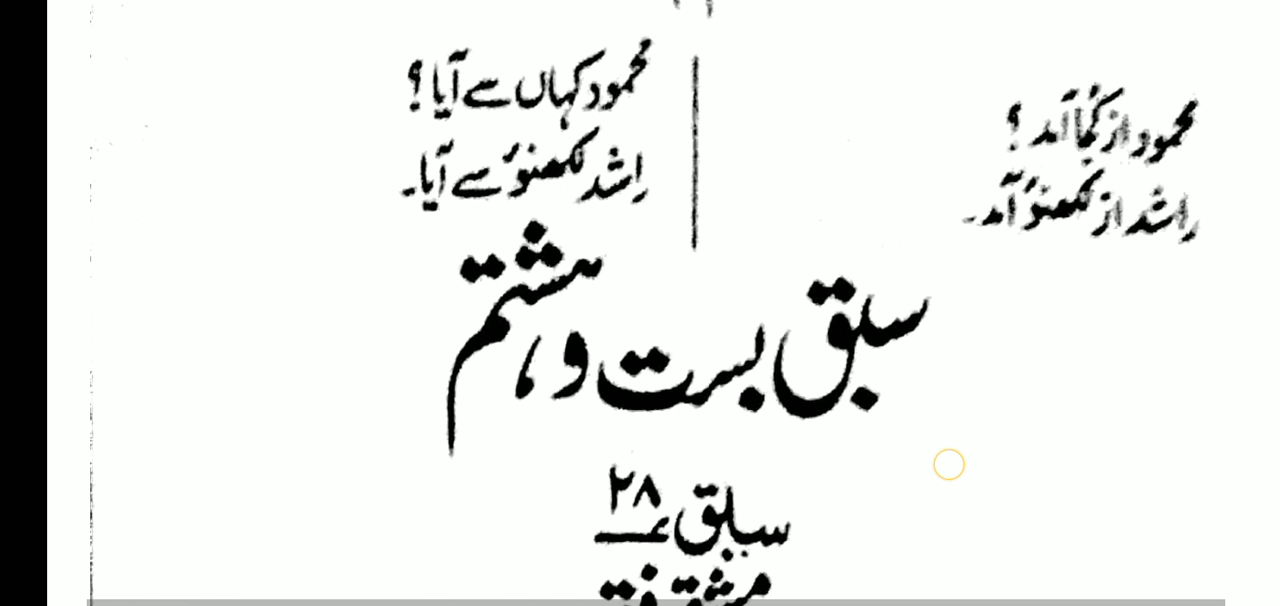 محمود از کُجا آمد ؟
راشد از لکھنؤ آمد۔
محمود کہاں سے آیا ؟
راشد لکھنؤ سے آیا۔
سبق بست و ہشتم
سبق ۲۸